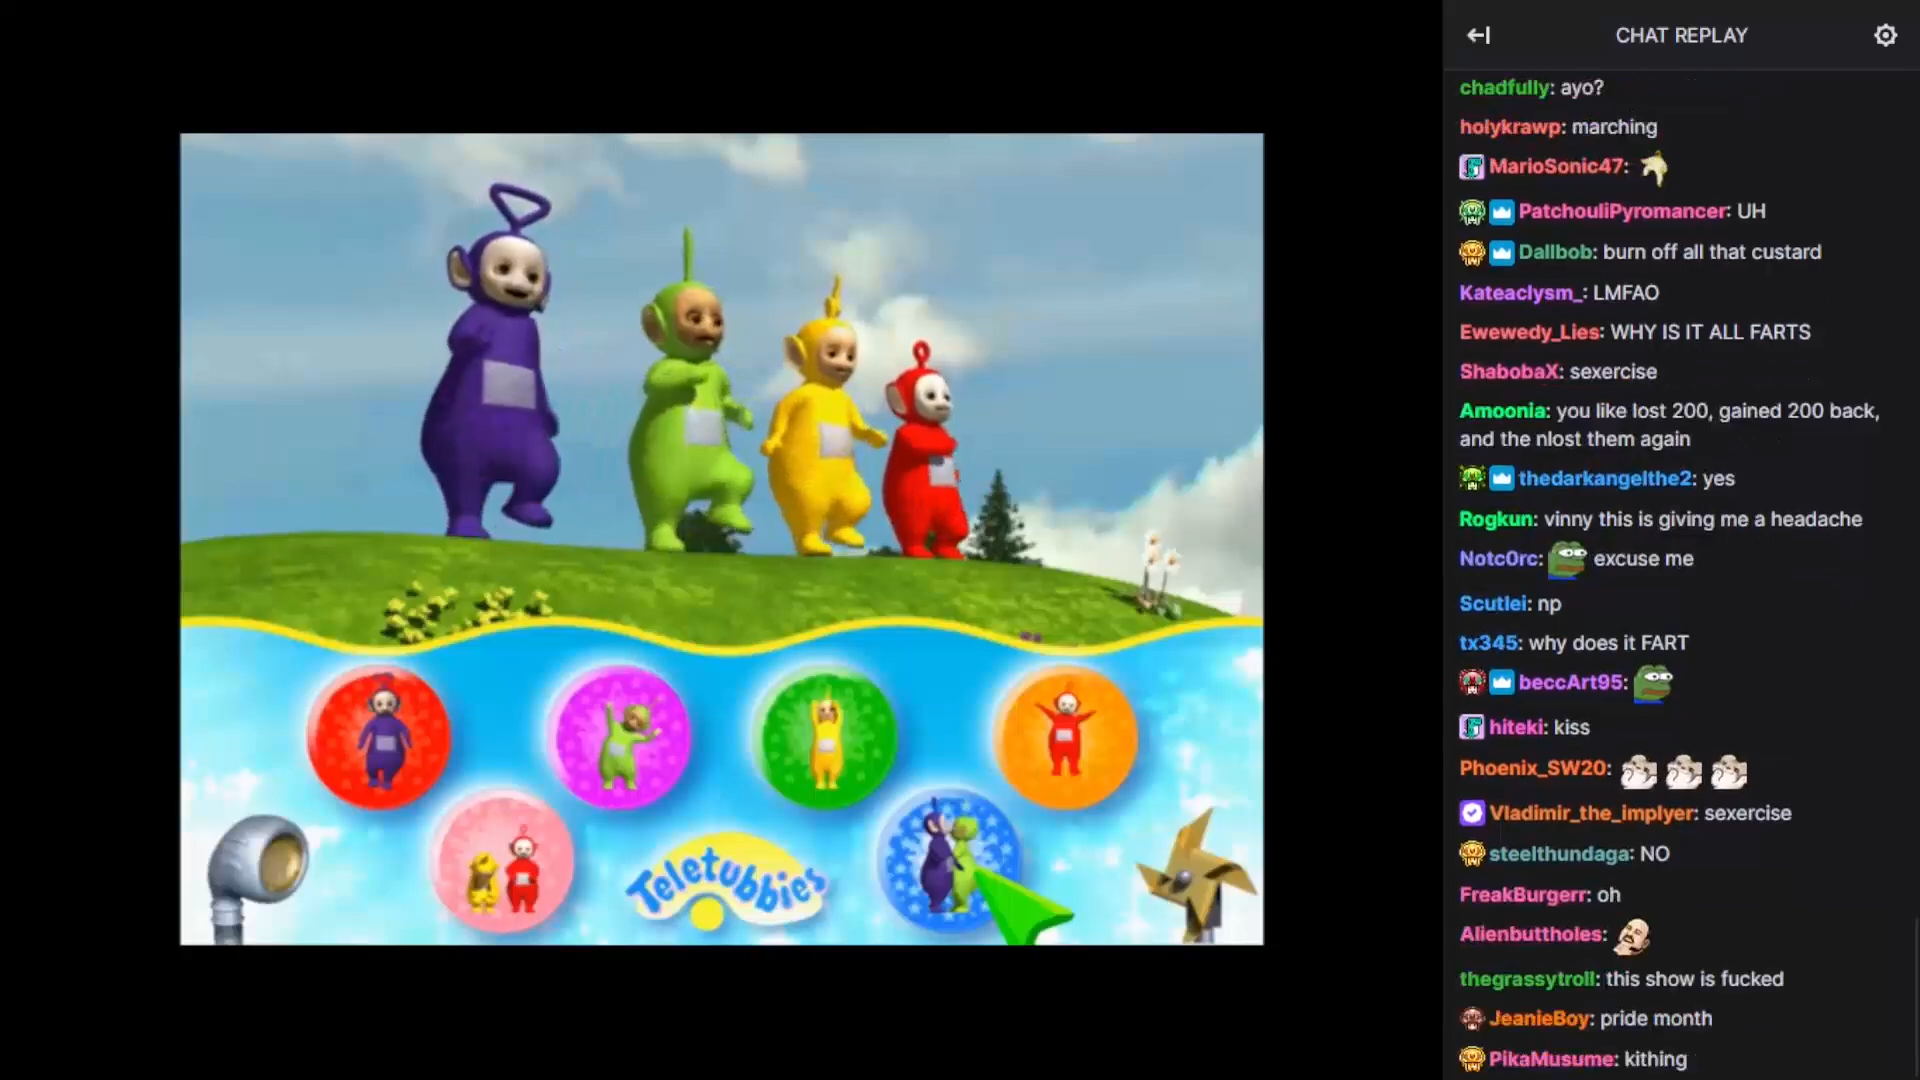 CHAT REPLAY
chadfully: ayo?
holykrawp: marching
MarioSonic47:
PatchouliPyromancer: UH
Dallbob: burn off all that custard
Kateaclysm_: LMFAO
Ewewedy_Lies: WHY IS IT ALL FARTS
ShabobaX: sexercise
Amoonia: you like lost 200, gained 200 back,
and the nlost them again
thedarkangelthe2: yes
Rogkun: vinny this is giving me a headache
Notc0rc: excuse me
Scutlei: np
tx345: why does it FART
beccArt95:
hiteki: kiss
Phoenix_SW20:
Vladimir_the_implyer: sexercise
steelthundaga: NO
FreakBurgerr: oh
Alienbuttholes:
thegrassytroll: this show is fucked
JeanieBoy: pride month
PikaMusume: kithing
Teletubbies